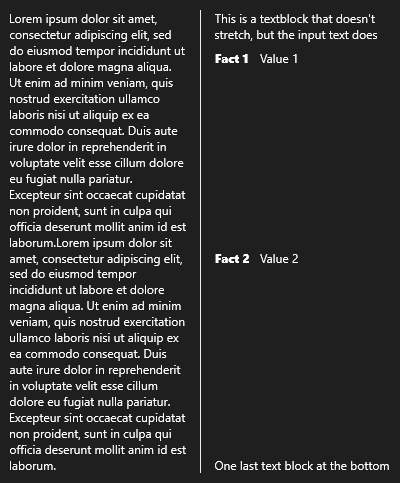 Lorem ipsum dolor sit amet,
consectetur adipiscing elit, sed
do eiusmod tempor incididunt ut
labore et dolore magna aliqua.
Ut enim ad minim veniam, quis
nostrud exercitation ullamco
laboris nisi ut aliquip ex ea
commodo consequat. Duis aute
irure dolor in reprehenderit in
voluptate velit esse cillum dolore
eu fugiat nulla pariatur.
Excepteur sint occaecat cupidatat
non proident, sunt in culpa qui
officia deserunt mollit anim id est
laborum.Lorem ipsum dolor sit
amet, consectetur adipiscing elit,
sed do eiusmod tempor
incididunt ut labore et dolore
magna aliqua. Ut enim ad minim
veniam, quis nostrud exercitation
ullamco laboris nisi ut aliquip ex
ea commodo consequat. Duis
aute irure dolor in reprehenderit
in voluptate velit esse cillum
dolore eu fugiat nulla pariatur.
Excepteur sint occaecat cupidatat
non proident, sunt in culpa qui
officia deserunt mollit anim id est
laborum.
This is a textblock that doesn't
stretch, but the input text does
Fact 1 Value 1
Fact 2 Value 2
One last text block at the bottom